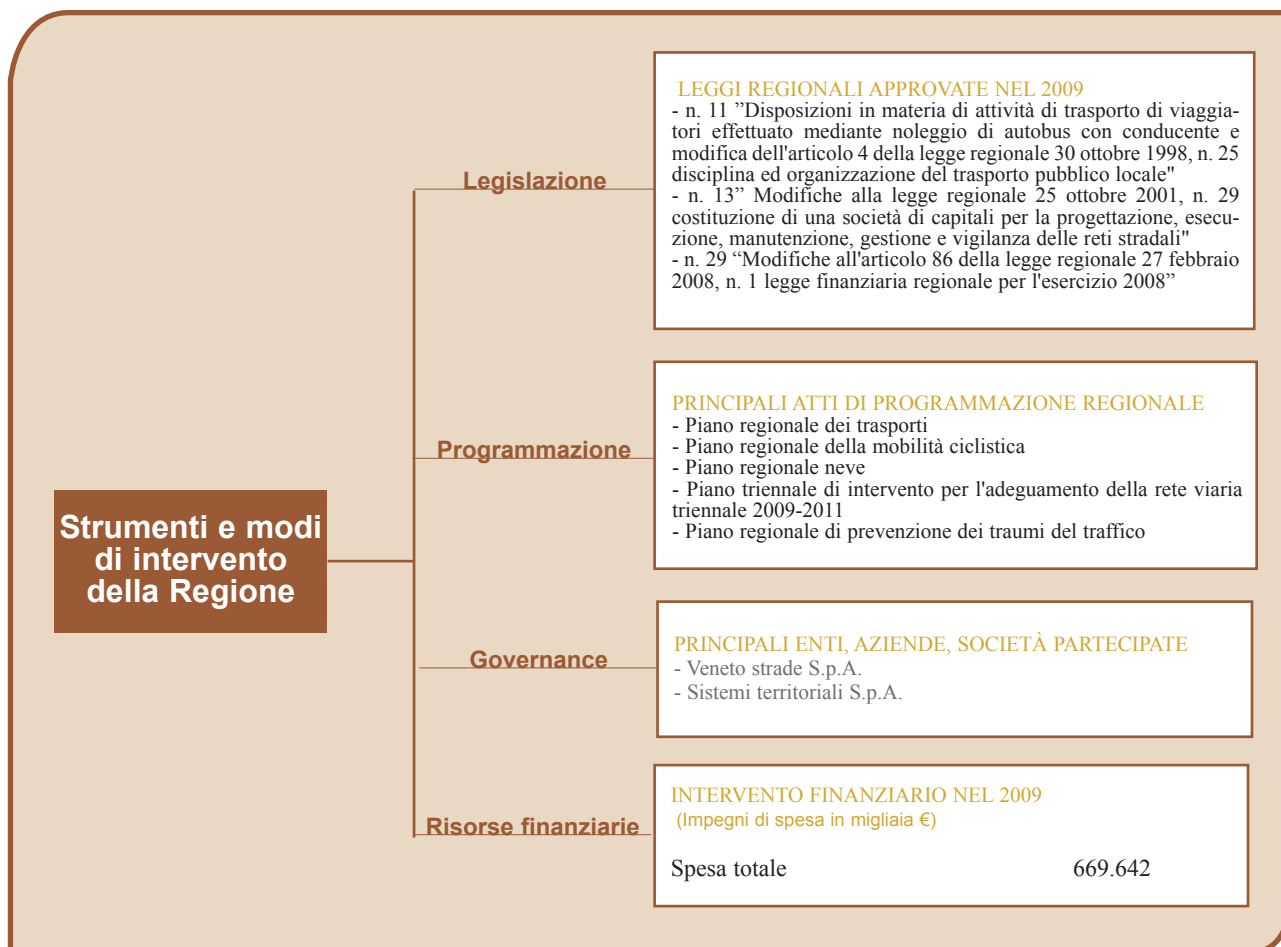 Strumenti e modi
di intervento
della Regione
Legislazione
LEGGI REGIONALI APPROVATE NEL 2009
- n. 11 ”Disposizioni in materia di attività di trasporto di viaggia-
tori effettuato mediante noleggio di autobus con conducente e
modifica dell'articolo 4 della legge regionale 30 ottobre 1998, n. 25
disciplina ed organizzazione del trasporto pubblico locale"
- n. 13” Modifiche alla legge regionale 25 ottobre 2001, n. 29
costituzione di una società di capitali per la progettazione, esecu-
zione, manutenzione, gestione e vigilanza delle reti stradali"
- n. 29 “Modifiche all'articolo 86 della legge regionale 27 febbraio
2008, n. 1 legge finanziaria regionale per l'esercizio 2008”
Programmazione
PRINCIPALI ATTI DI PROGRAMMAZIONE REGIONALE
- Piano regionale dei trasporti
- Piano regionale della mobilità ciclistica
- Piano regionale neve
- Piano triennale di intervento per l'adeguamento della rete viaria
triennale 2009-2011
- Piano regionale di prevenzione dei traumi del traffico
Governance
PRINCIPALI ENTI, AZIENDE, SOCIETÀ PARTECIPATE
- Veneto strade S.p.A.
- Sistemi territoriali S.p.A.
Risorse finanziarie
INTERVENTO FINANZIARIO NEL 2009
(Impegni di spesa in migliaia €)
Spesa totale 669.642